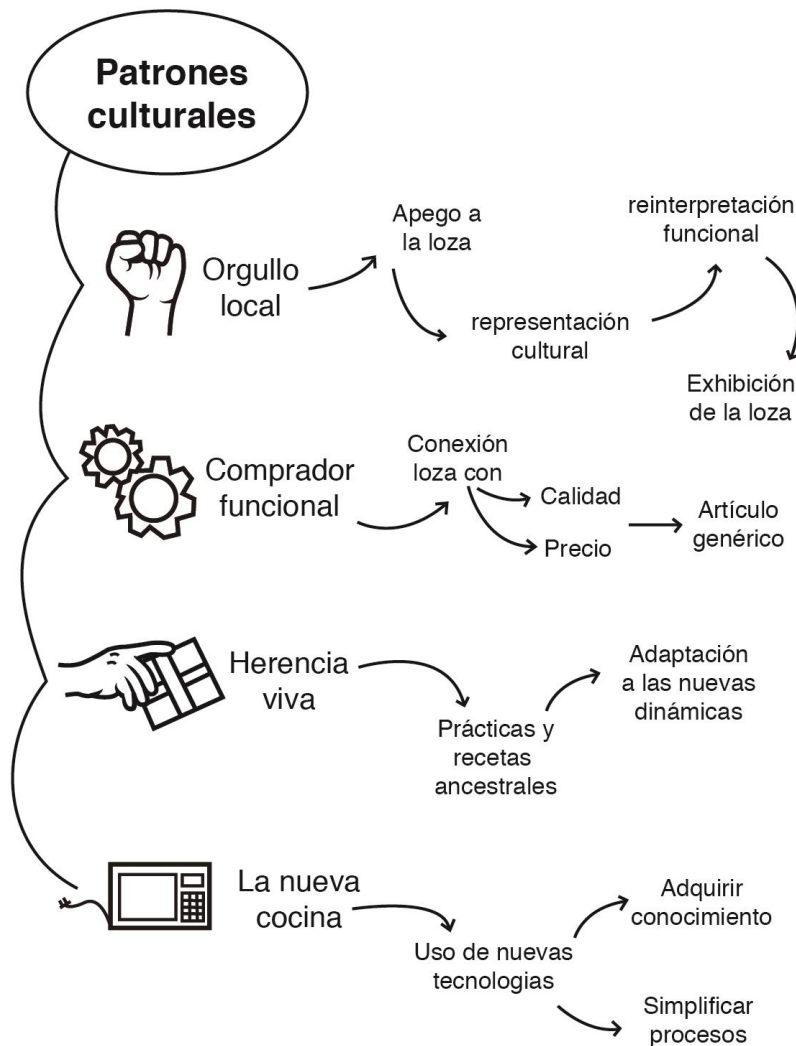 Patrones
culturales
Orgullo
local
Apego a
la loza
representación
cultural
reinterpretación
funcional
Exhibición
de la loza
Comprador
funcional
Conexión
loza con
Calidad
Precio
Artículo
genérico
Herencia
viva
Prácticas y
recetas
ancestrales
Adaptación
a las nuevas
dinámicas
La nueva
cocina
Uso de nuevas
tecnologias
Adquirir
conocimiento
Simplificar
procesos